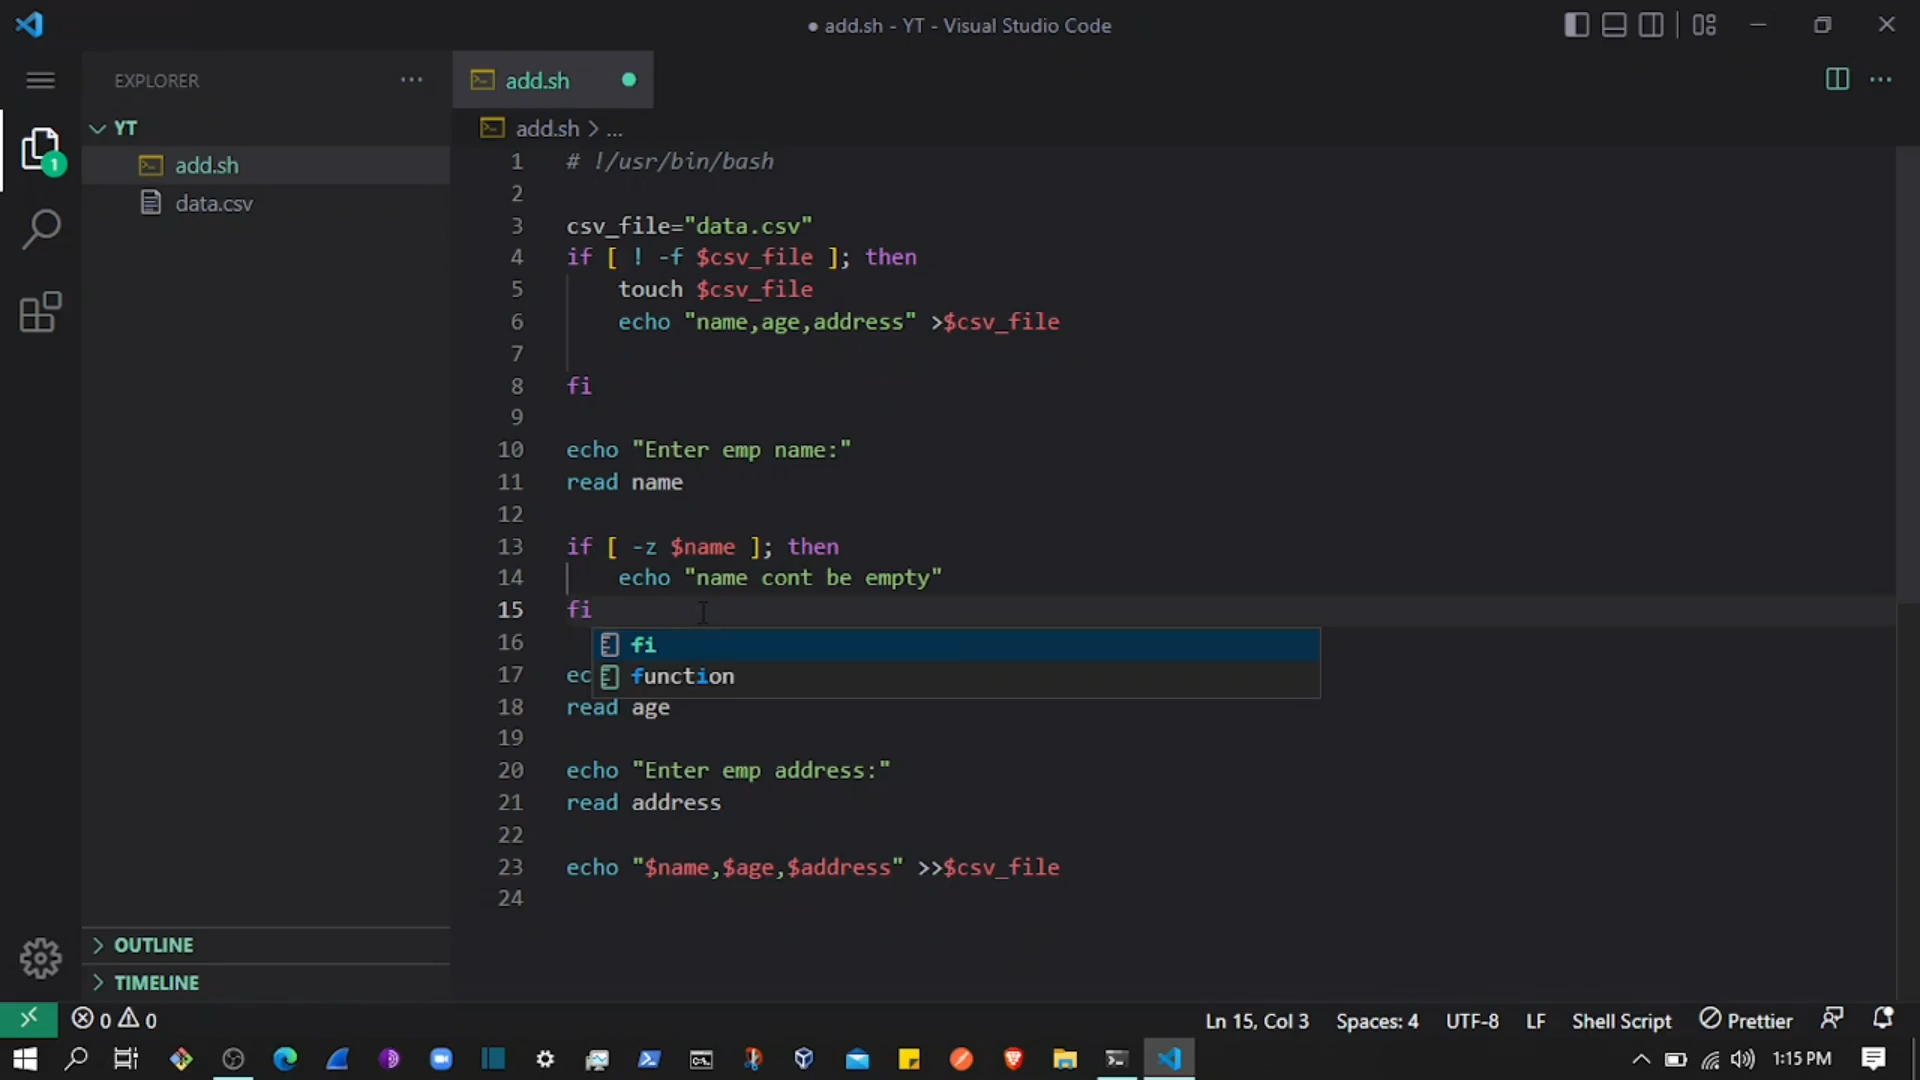 ● add.sh - YT - Visual Studio Code
EXPLORER
add.sh
YT
add.sh > ...
add.sh
data.csv
1
1 # !/usr/bin/bash
2
3 csv_file="data.csv"
4 if [ ! -f $csv_file ]; then
5 touch $csv_file
6 echo "name,age,address" >$csv_file
7
8 fi
9
10 echo "Enter emp name:"
11 read name
12
13 if [ -z $name ]; then
14 echo "name cont be empty"
15 fi
16
fi
17 ec
function
18 read age
19
20 echo "Enter emp address:"
21 read address
22
23 echo "$name,$age,$address" >>$csv_file
24
OUTLINE
TIMELINE
0 0
Ln 15, Col 3
Spaces: 4
UTF-8
LF
Shell Script
Prettier
1:15 PM